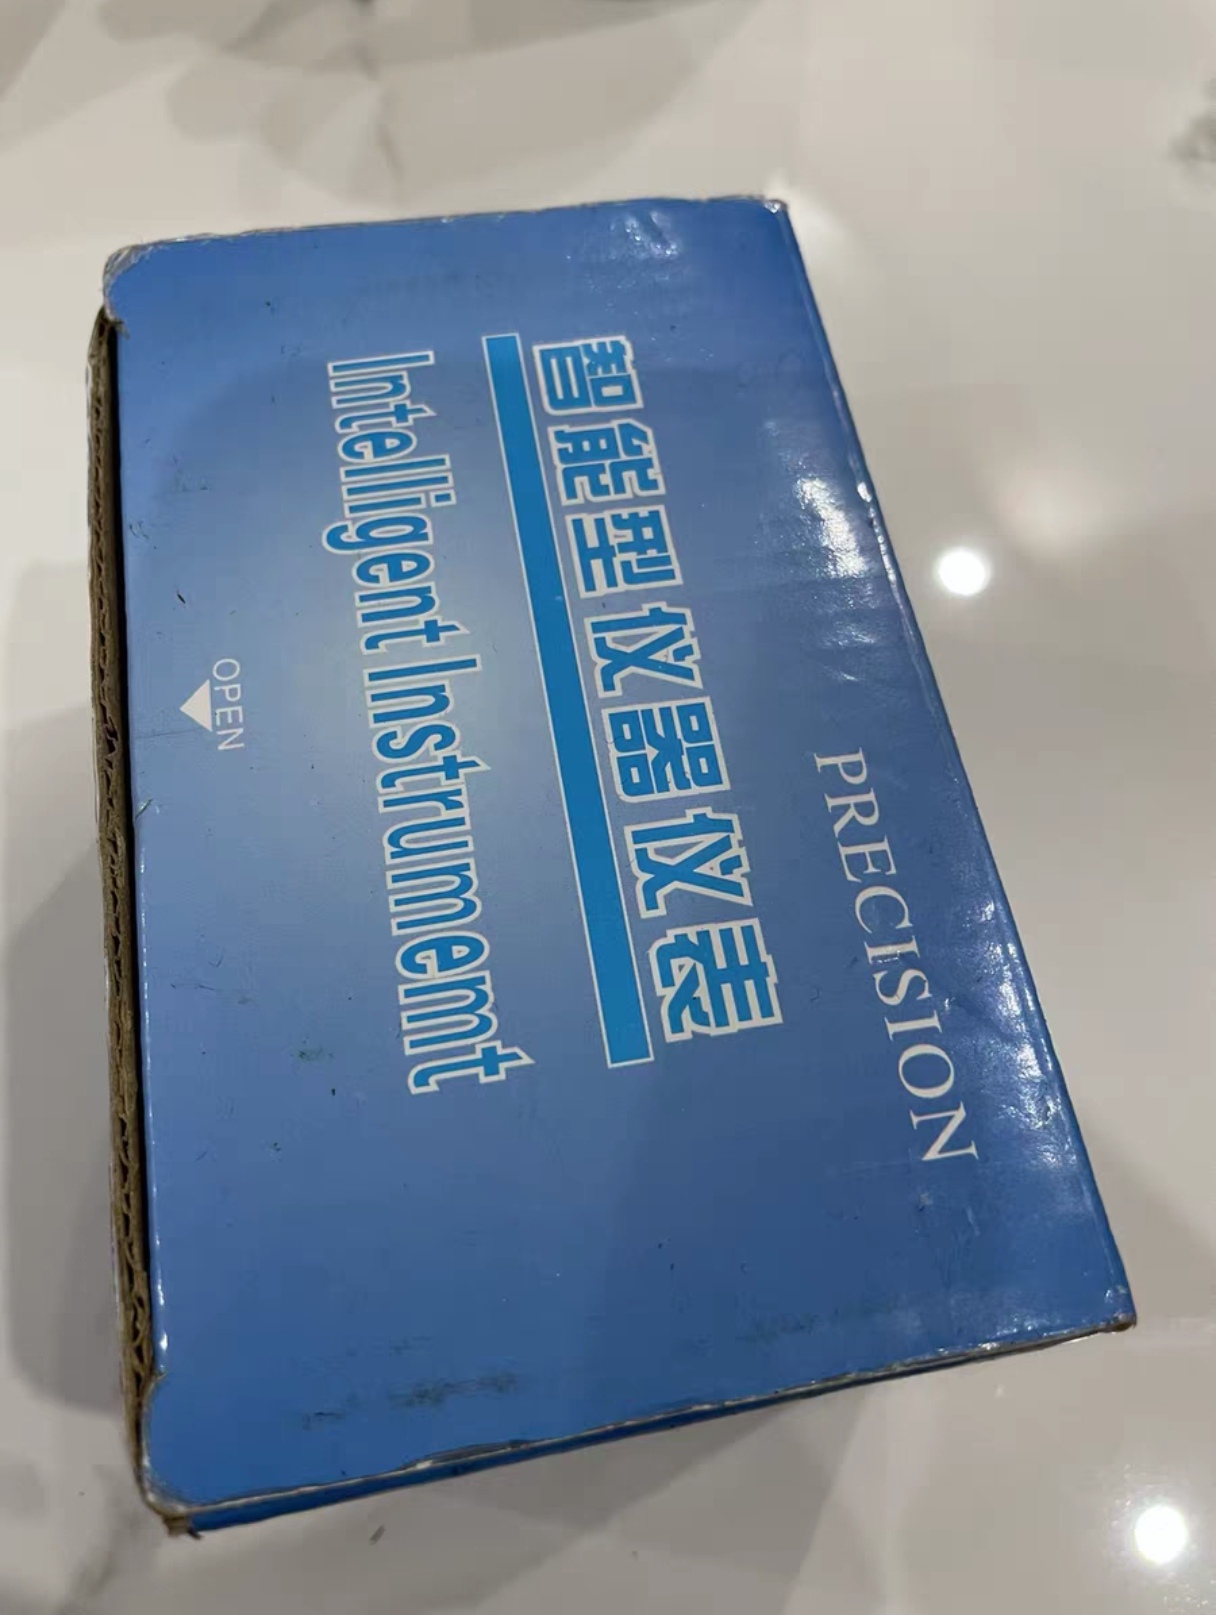 PRECISION
智能型仪器仪表
Intelligent Instrumemt
OPEN